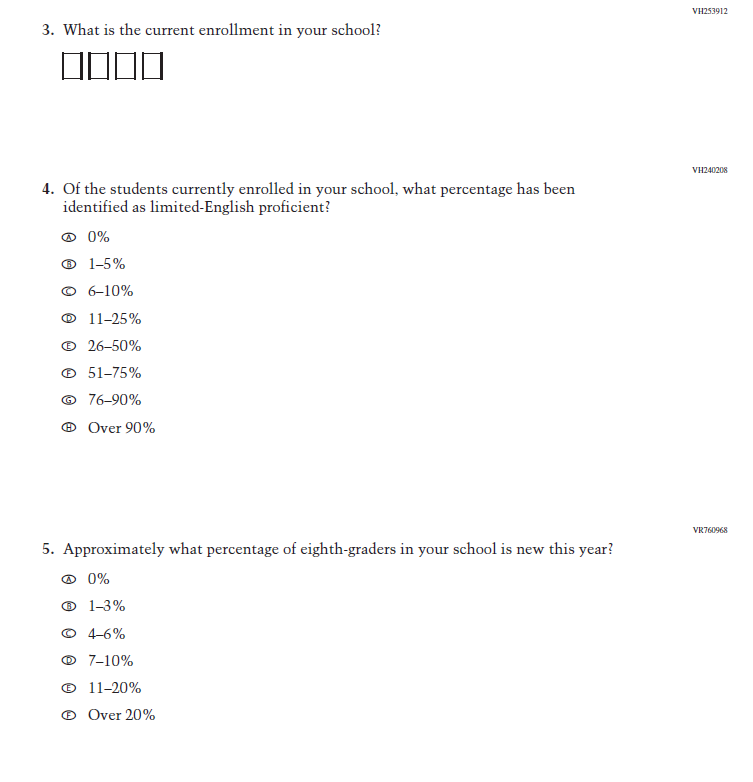 VH253912
3. What is the current enrollment in your school?
VH240208
4. Of the students currently enrolled in your school, what percentage has been
identified as limited-English proficient?
A 0%
B 1–5%
C 6–10%
D 11–25%
E 26–50%
F 51–75%
G 76–90%
H Over 90%
VR760968
5. Approximately what percentage of eighth-graders in your school is new this year?
A 0%
B 1–3%
C 4–6%
D 7–10%
E 11–20%
F Over 20%